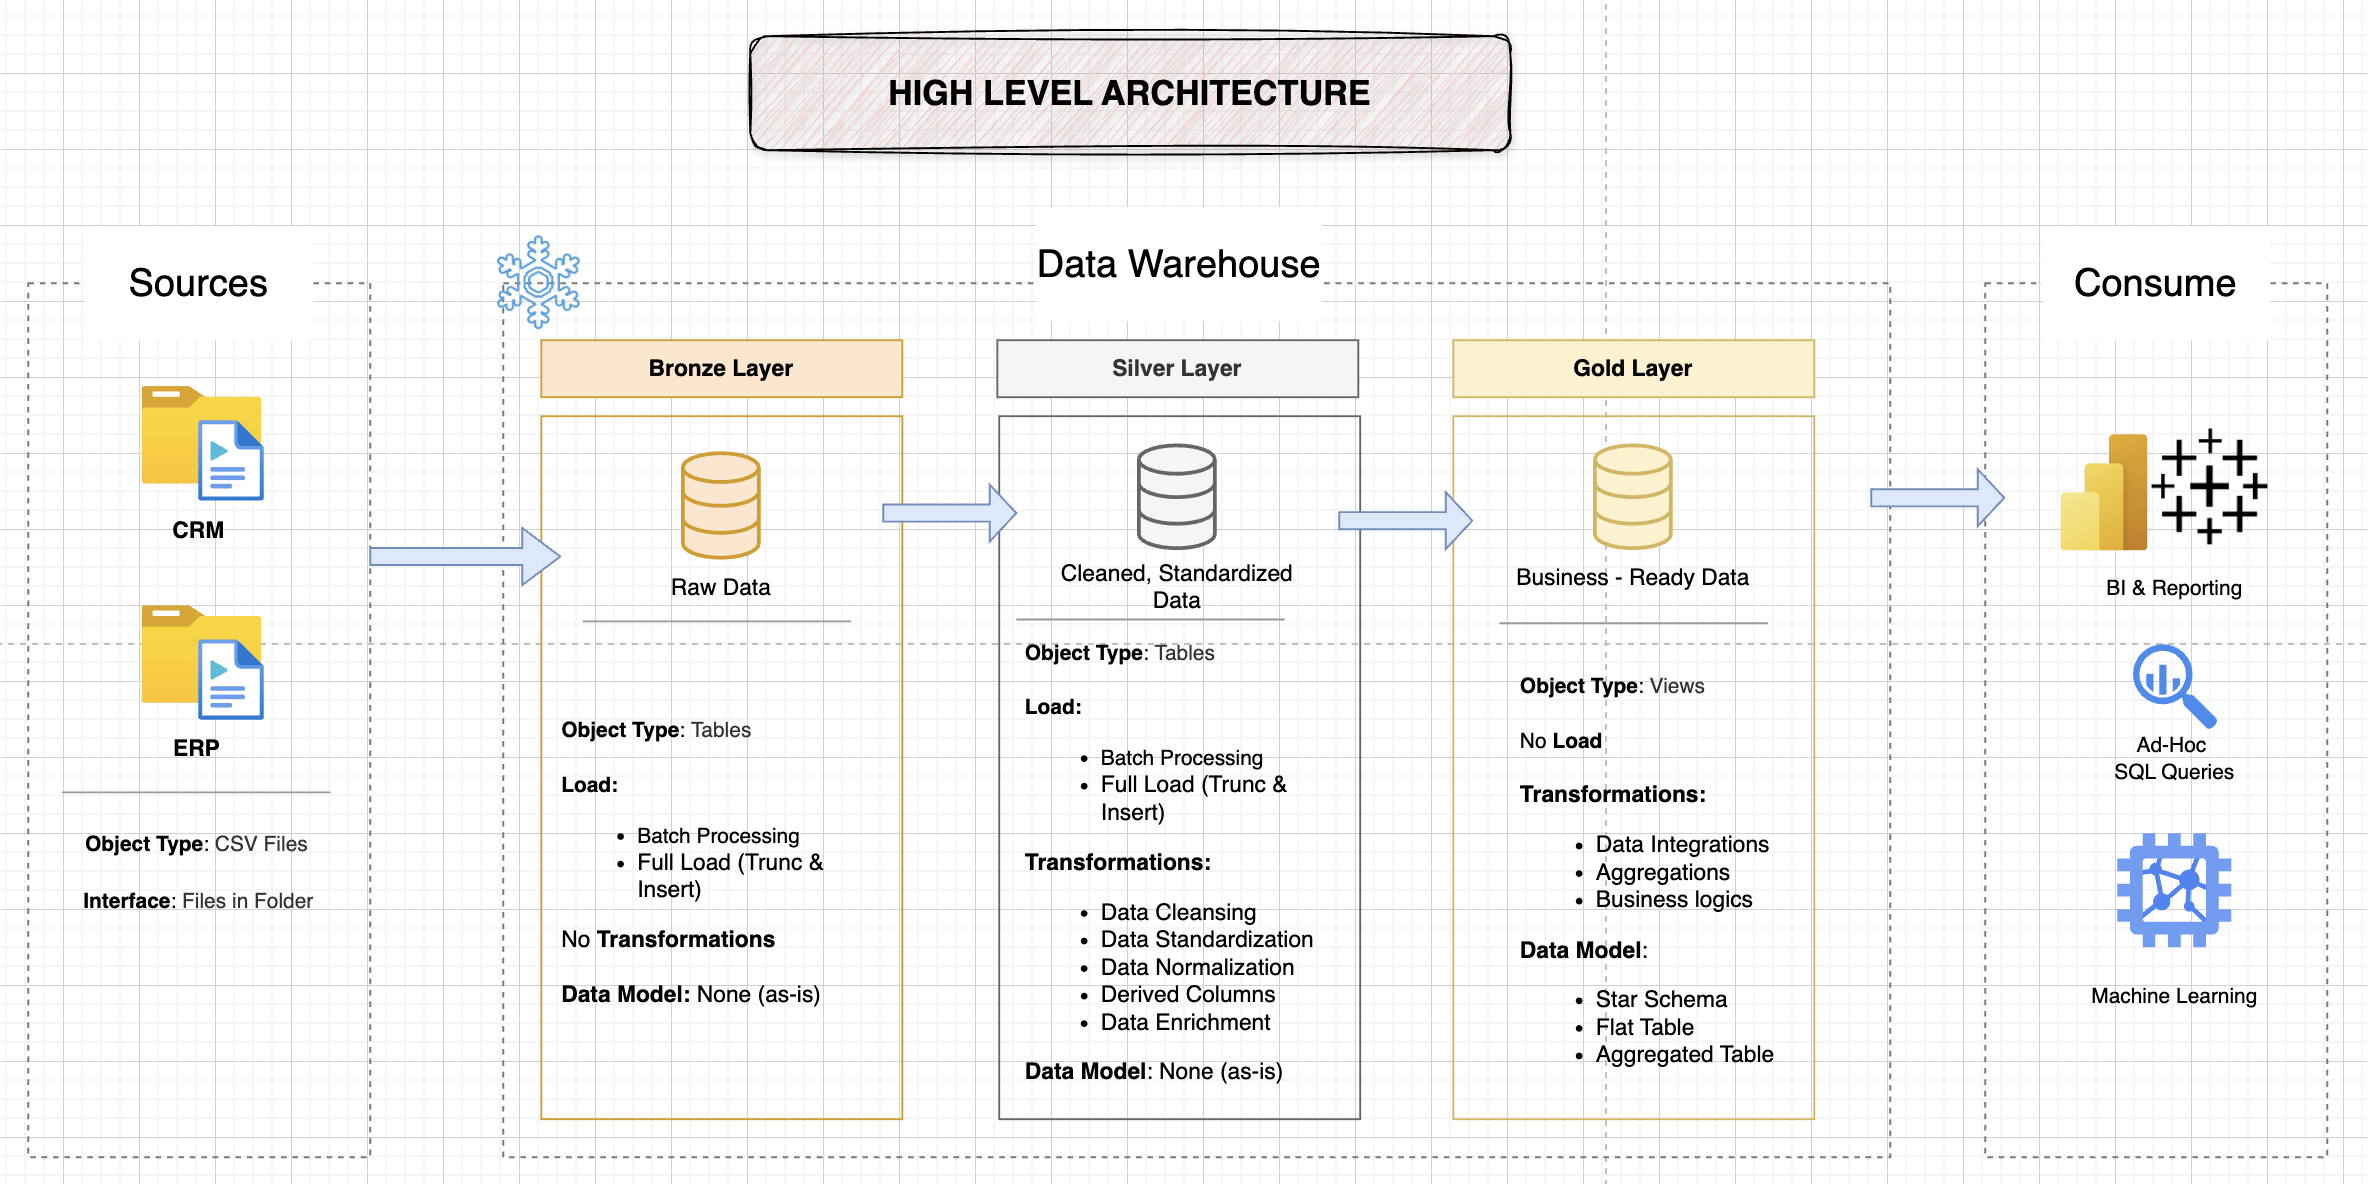 HIGH LEVEL ARCHITECTURE
Sources
CRM
ERP
Object Type: CSV Files
Interface: Files in Folder
Data Warehouse
Bronze Layer
Raw Data
Object Type: Tables
Load:
• Batch Processing
• Full Load (Trunc &
Insert)
No Transformations
Data Model: None (as-is)
Silver Layer
Cleaned, Standardized
Data
Object Type: Tables
Load:
• Batch Processing
• Full Load (Trunc &
Insert)
Transformations:
• Data Cleansing
• Data Standardization
• Data Normalization
• Derived Columns
• Data Enrichment
Data Model: None (as-is)
Gold Layer
Business - Ready Data
Object Type: Views
No Load
Transformations:
• Data Integrations
• Aggregations
• Business logics
Data Model:
• Star Schema
• Flat Table
• Aggregated Table
Consume
BI & Reporting
Ad-Hoc
SQL Queries
Machine Learning